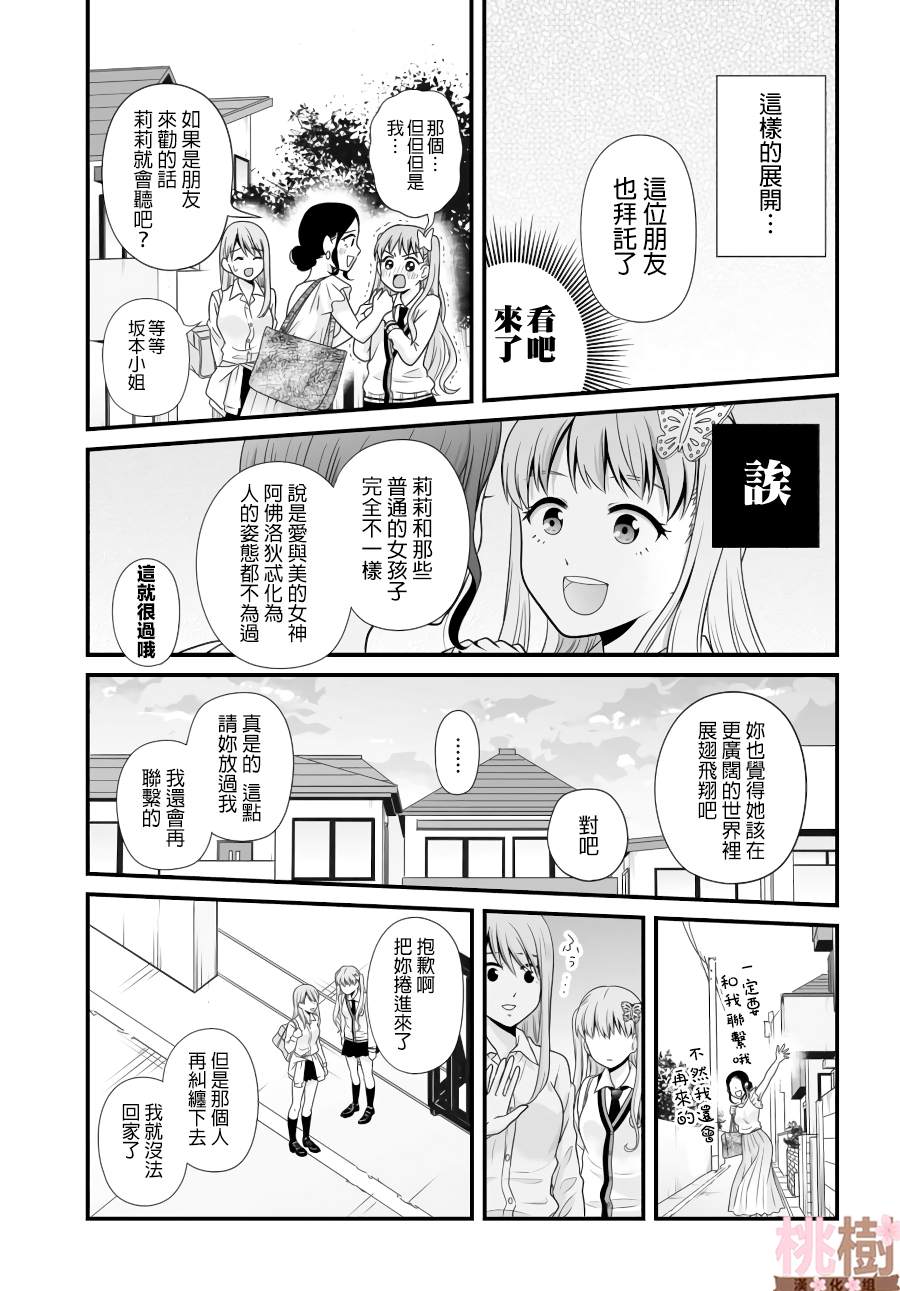 這樣的展開…
這位朋友
也拜託了
看吧
來了
那個…
但但但是
我…
如果是朋友
來勸的話
莉莉就會聽吧？
等等
坂本小姐
誒
莉莉和那些
普通的女孩子
完全不一樣
說是愛與美的女神
阿佛洛狄忒化為
人的姿態都不為過
這就很過哦
妳也覺得她該在
更廣闊的世界裡
展翅飛翔吧
對吧
……
真是的 這點
請妳放過我
我還會再
聯繫的
一定要
和我聯繫哦
不然我還會
再來的
ふぅ…
抱歉啊
把妳捲進來了
但是那個人
再糾纏下去
我就沒法
回家了
桃樹
漢化組